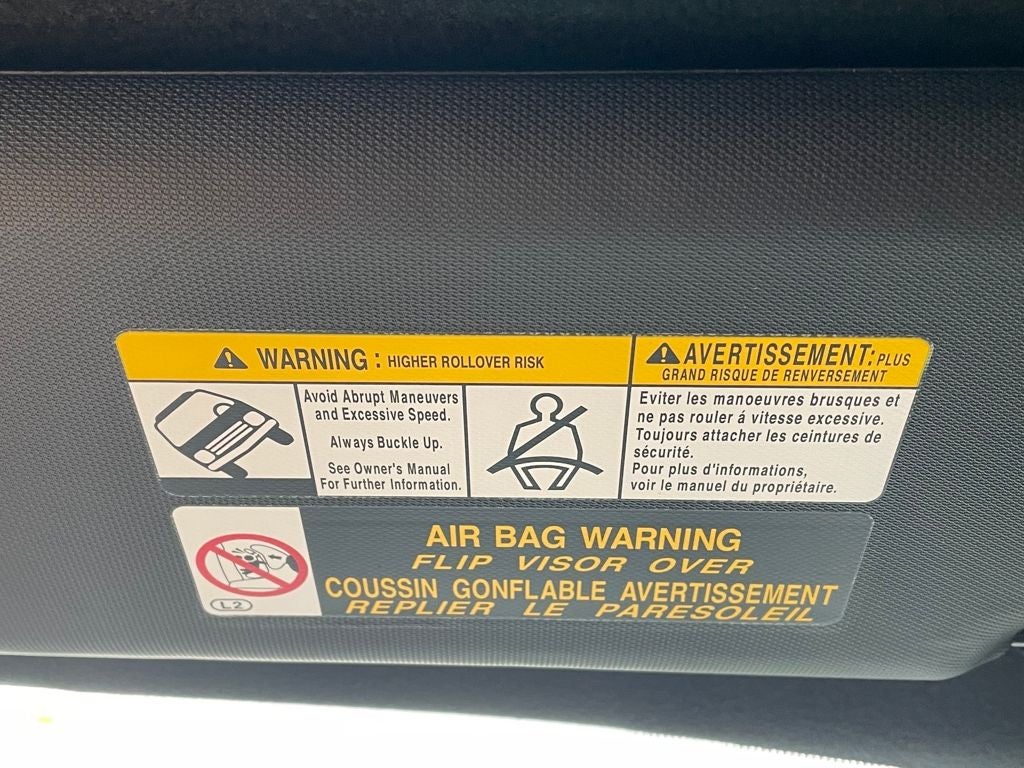 WARNING : HIGHER ROLLOVER RISK
Avoid Abrupt Maneuvers
and Excessive Speed.
Always Buckle Up.
See Owner's Manual
For Further Information.
AVERTISSEMENT: PLUS
GRAND RISQUE DE RENVERSEMENT
Eviter les manoeuvres brusques et
ne pas rouler á vitesse excessive.
Toujours attacher les ceintures de
sécurité.
Pour plus d'informations,
voir le manuel du propriétaire.
AIR BAG WARNING
FLIP VISOR OVER
COUSSIN GONFLABLE AVERTISSEMENT
REPLIER LE PARESOLEIL
L2